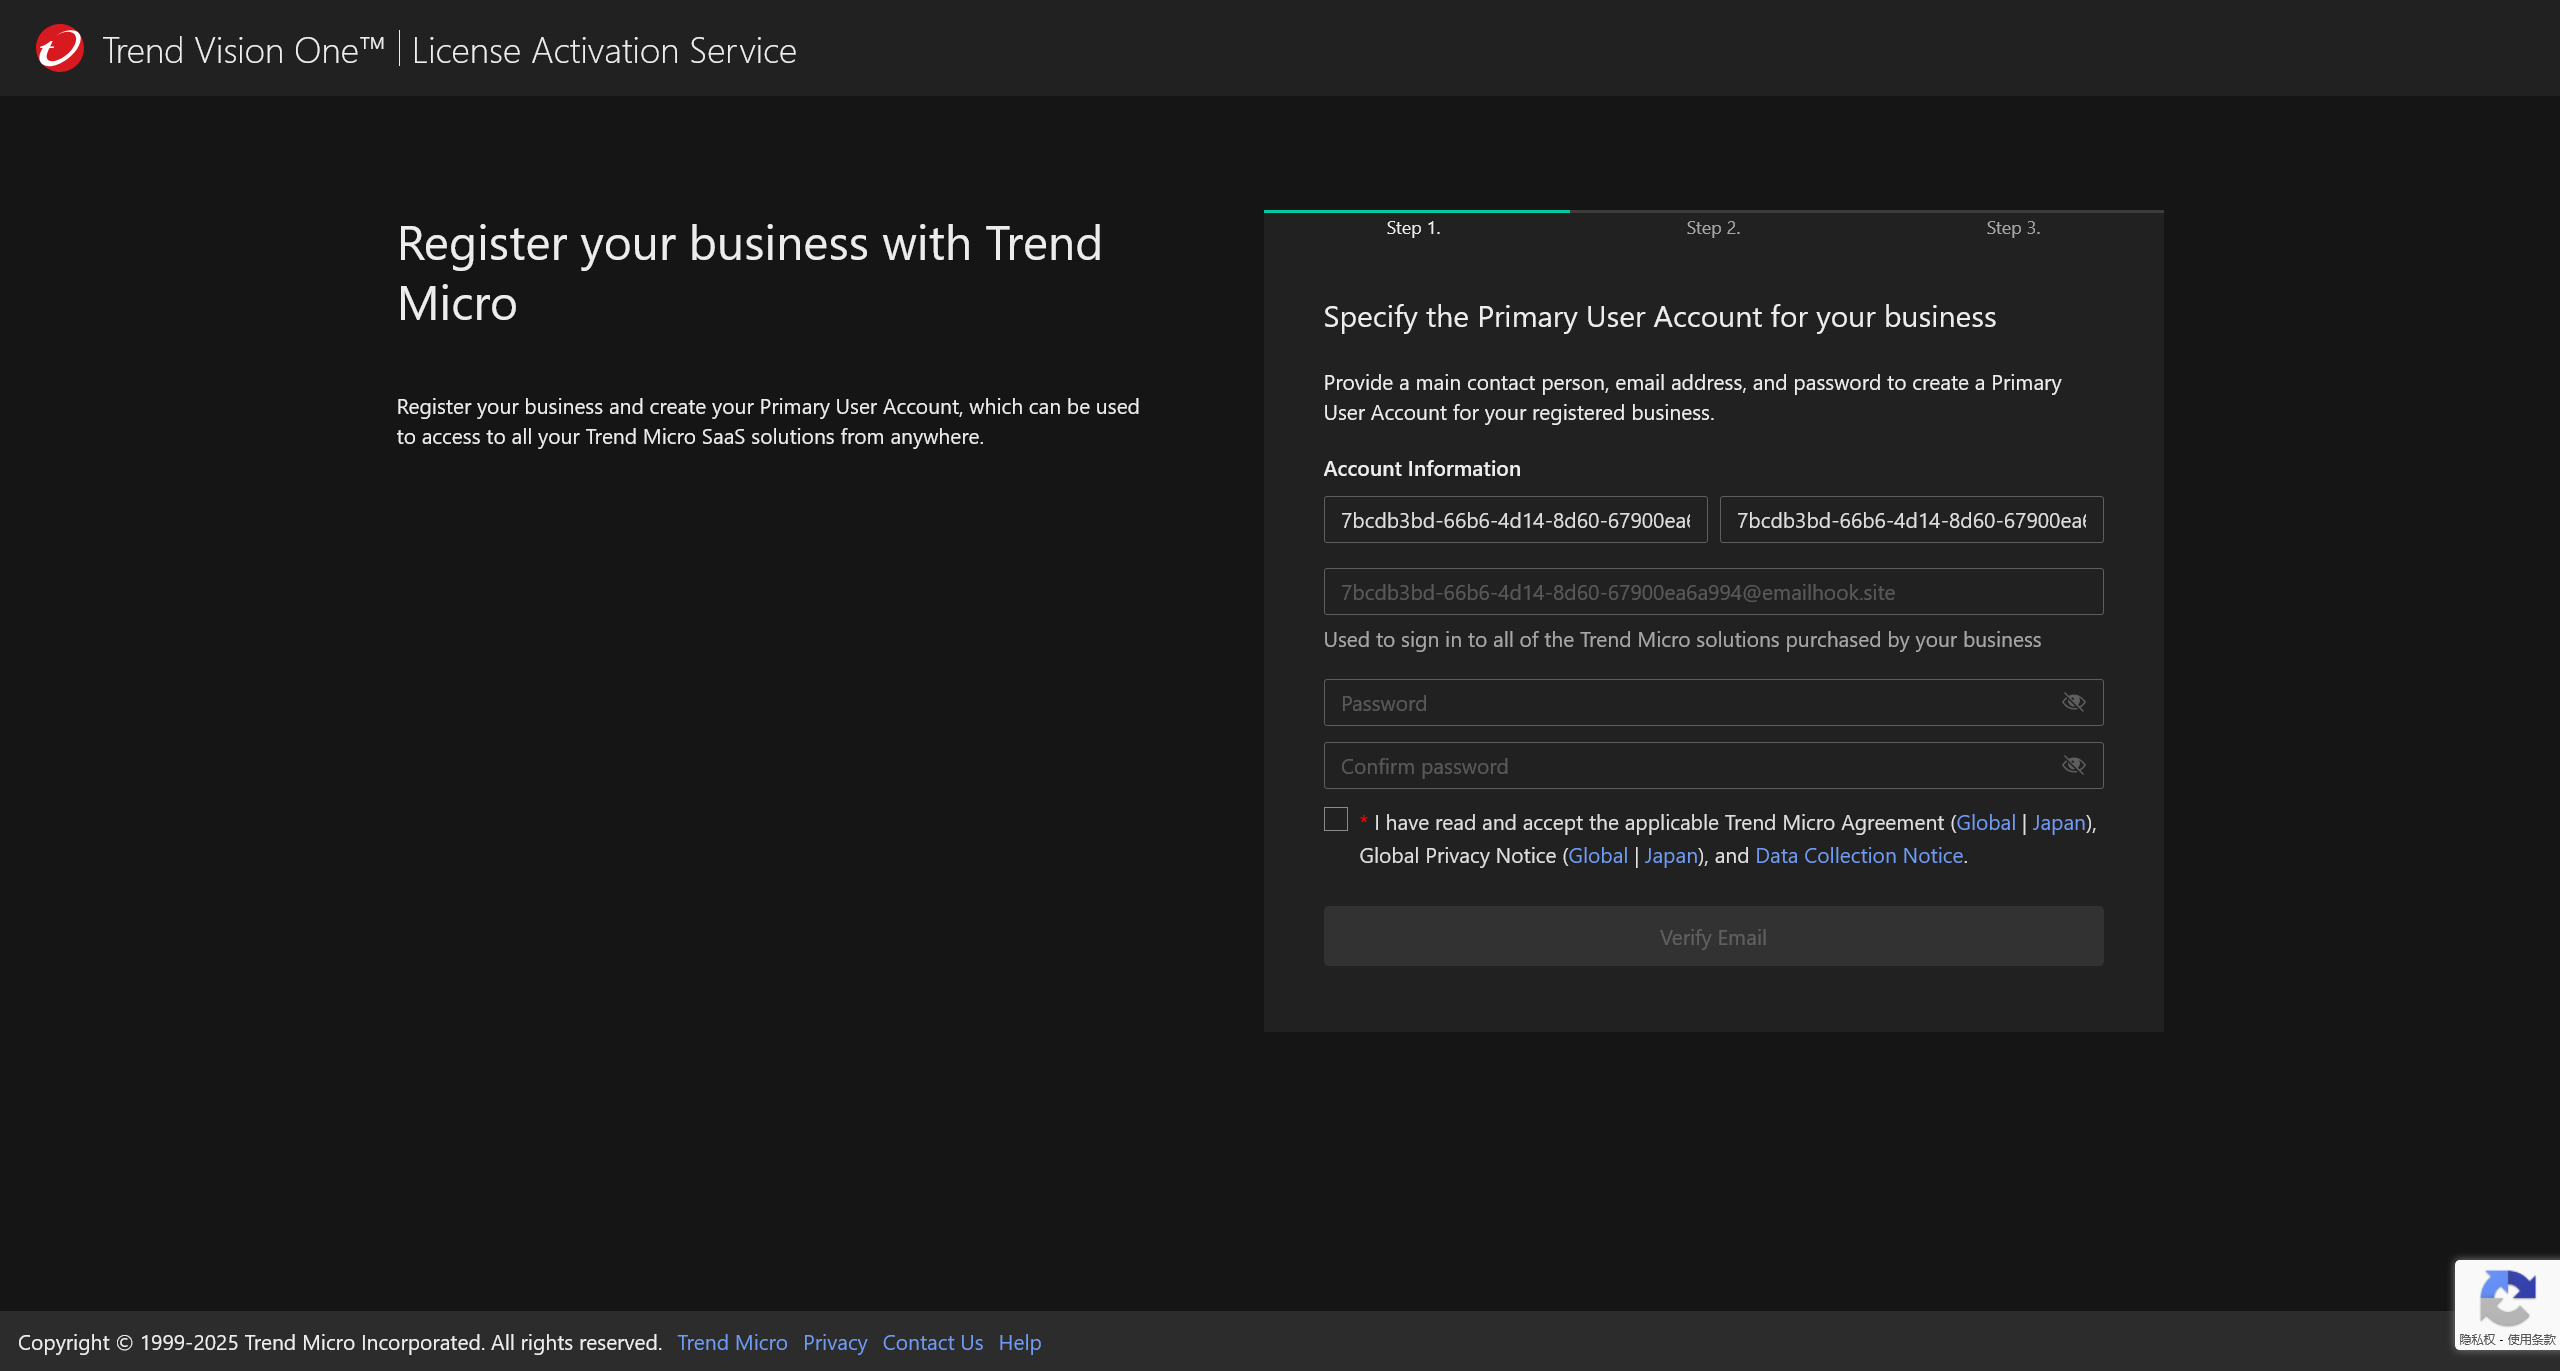 Trend Vision One™ | License Activation Service
Register your business with Trend
Micro
Register your business and create your Primary User Account, which can be used
to access to all your Trend Micro SaaS solutions from anywhere.
Step 1.
Step 2.
Step 3.
Specify the Primary User Account for your business
Provide a main contact person, email address, and password to create a Primary
User Account for your registered business.
Account Information
7bcdb3bd-66b6-4d14-8d60-67900ea6 7bcdb3bd-66b6-4d14-8d60-67900ea6
7bcdb3bd-66b6-4d14-8d60-67900ea6a994@emailhook.site
Used to sign in to all of the Trend Micro solutions purchased by your business
Password
Confirm password
* I have read and accept the applicable Trend Micro Agreement (Global | Japan),
Global Privacy Notice (Global | Japan), and Data Collection Notice.
Verify Email
隐私权 - 使用条款
Copyright © 1999-2025 Trend Micro Incorporated. All rights reserved. Trend Micro Privacy Contact Us Help